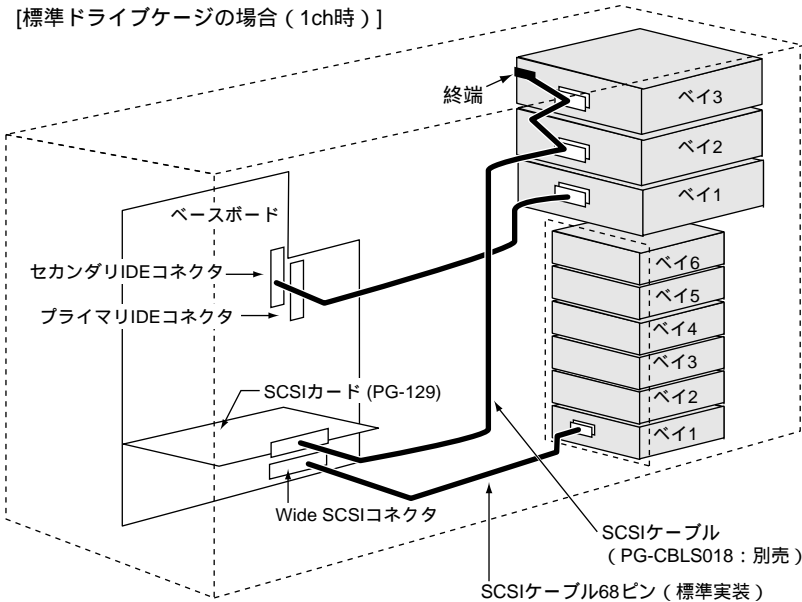 [標準ドライブケージの場合（1ch時）]
終端
ベイ3
ベイ2
ベイ1
ベースボード
セカンダリIDEコネクタ
プライマリIDEコネクタ
ベイ6
ベイ5
ベイ4
ベイ3
ベイ2
ベイ1
SCSIカード (PG-129)
Wide SCSIコネクタ
SCSIケーブル
（PG-CBLS018：別売）
SCSIケーブル68ピン（標準実装）